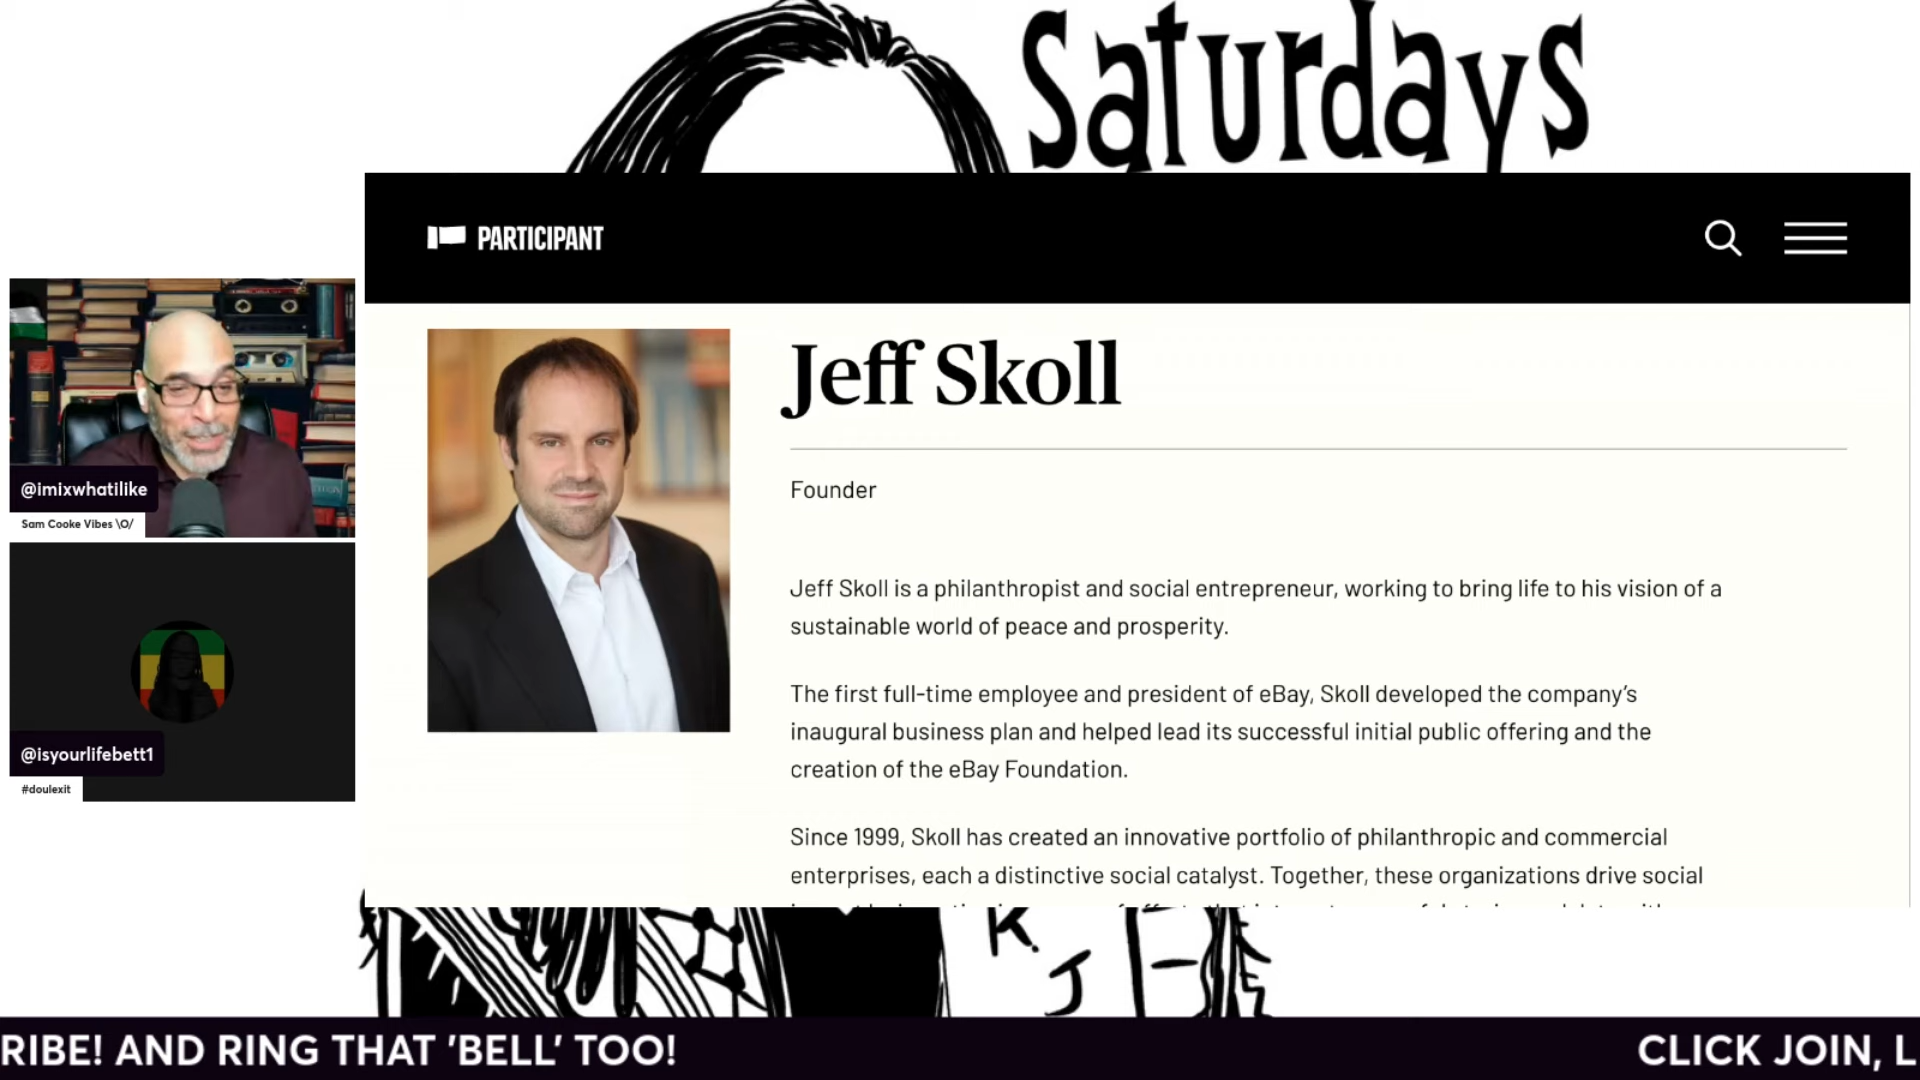 Saturdays
PARTICIPANT
Jeff Skoll
Founder
Jeff Skoll is a philanthropist and social entrepreneur, working to bring life to his vision of a
sustainable world of peace and prosperity.
The first full-time employee and president of eBay, Skoll developed the company's
inaugural business plan and helped lead its successful initial public offering and the
creation of the eBay Foundation.
Since 1999, Skoll has created an innovative portfolio of philanthropic and commercial
enterprises, each a distinctive social catalyst. Together, these organizations drive social
@imixwhatilike
Sam Cooke Vibes \O/
@isyourlifebett1
#doulexit
RIBE! AND RING THAT 'BELL' TOO!
CLICK JOIN, L